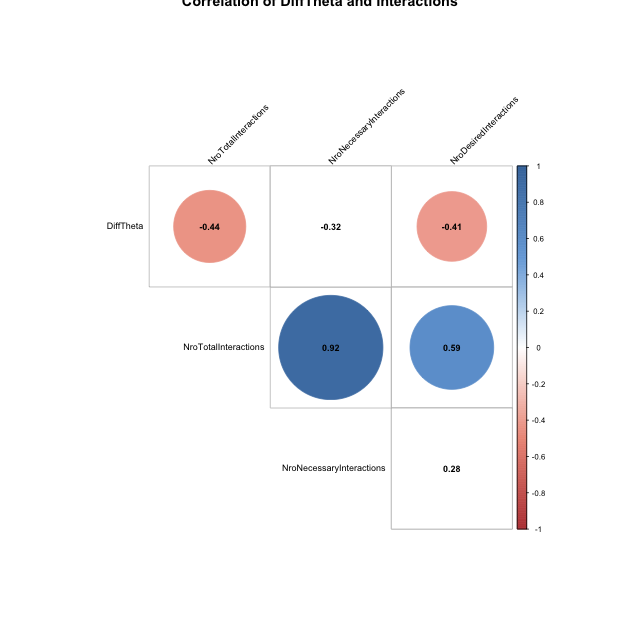 Correlation of DiffTheta and Interactions
NroTotalInteractions
NroNecessaryInteractions
NroDesiredInteractions
DiffTheta
-0.44
-0.32
-0.41
NroTotalInteractions
0.92
0.59
NroNecessaryInteractions
0.28
1
0.8
0.6
0.4
0.2
0
-0.2
-0.4
-0.6
-0.8
-1